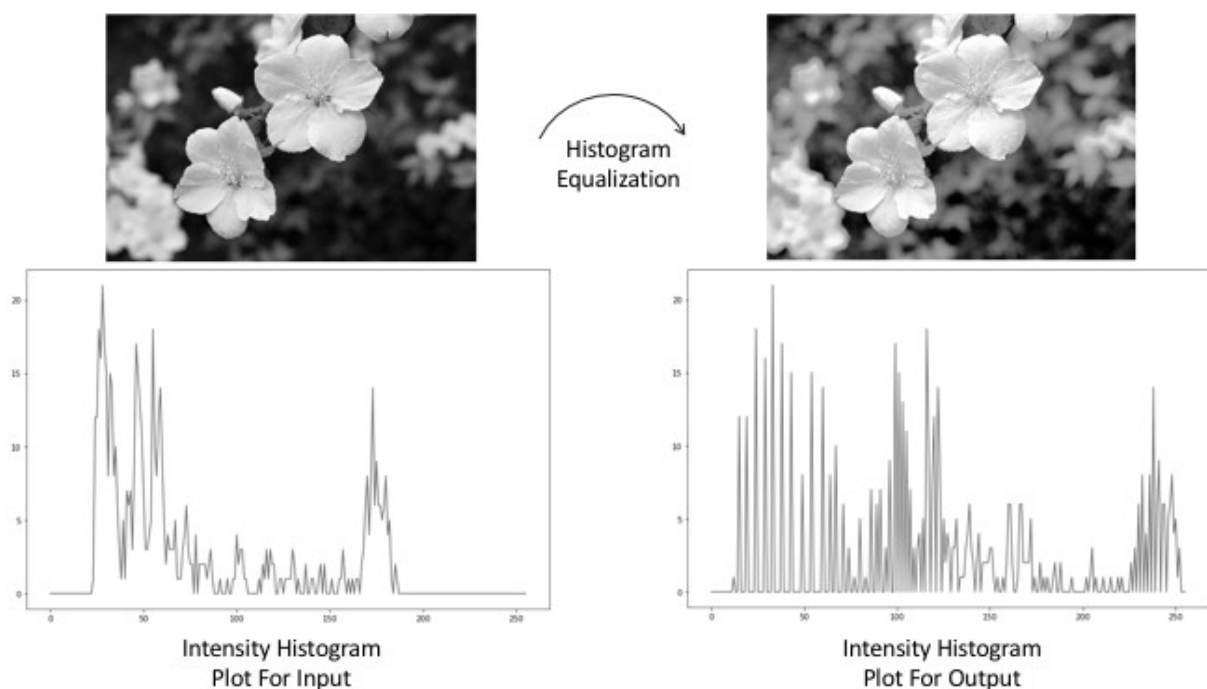 Histogram
Equalization
20
15
10
5
0
0 50 100 150 200 250
20
15
10
5
0
0 50 100 150 200 250
Intensity Histogram
Plot For Input
Intensity Histogram
Plot For Output